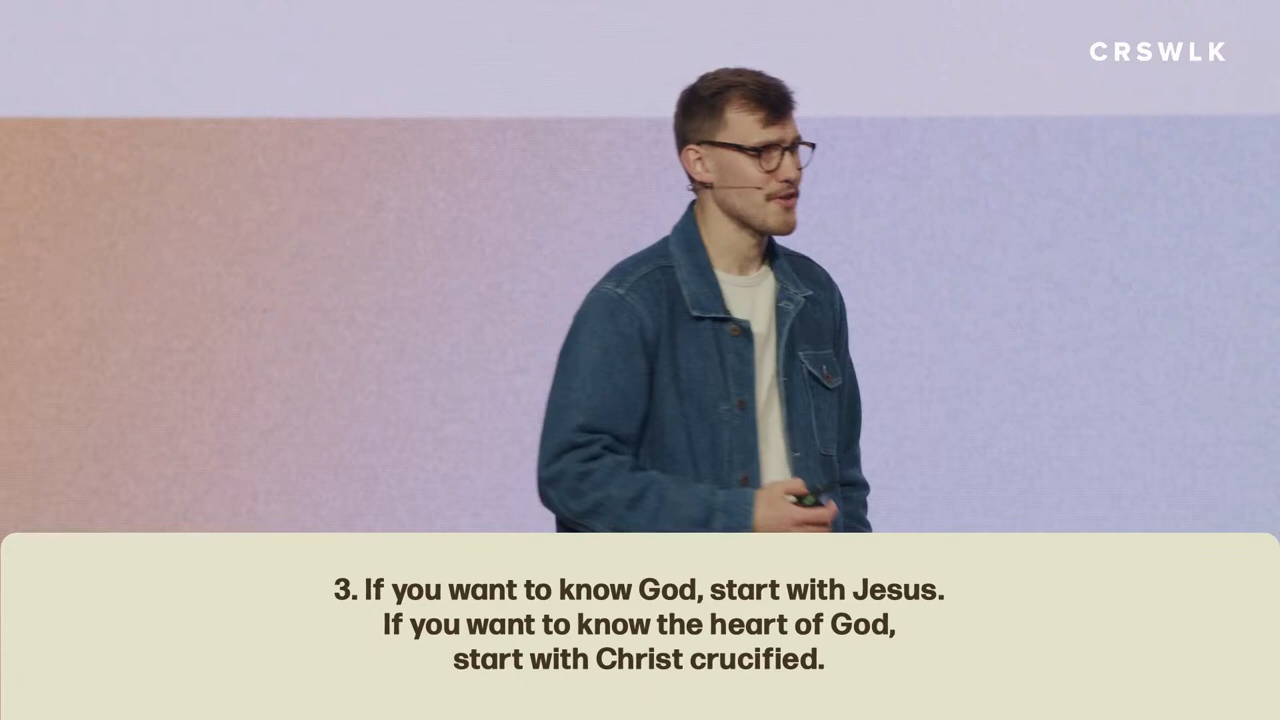 CRSWLK
3. If you want to know God, start with Jesus.
If you want to know the heart of God,
start with Christ crucified.